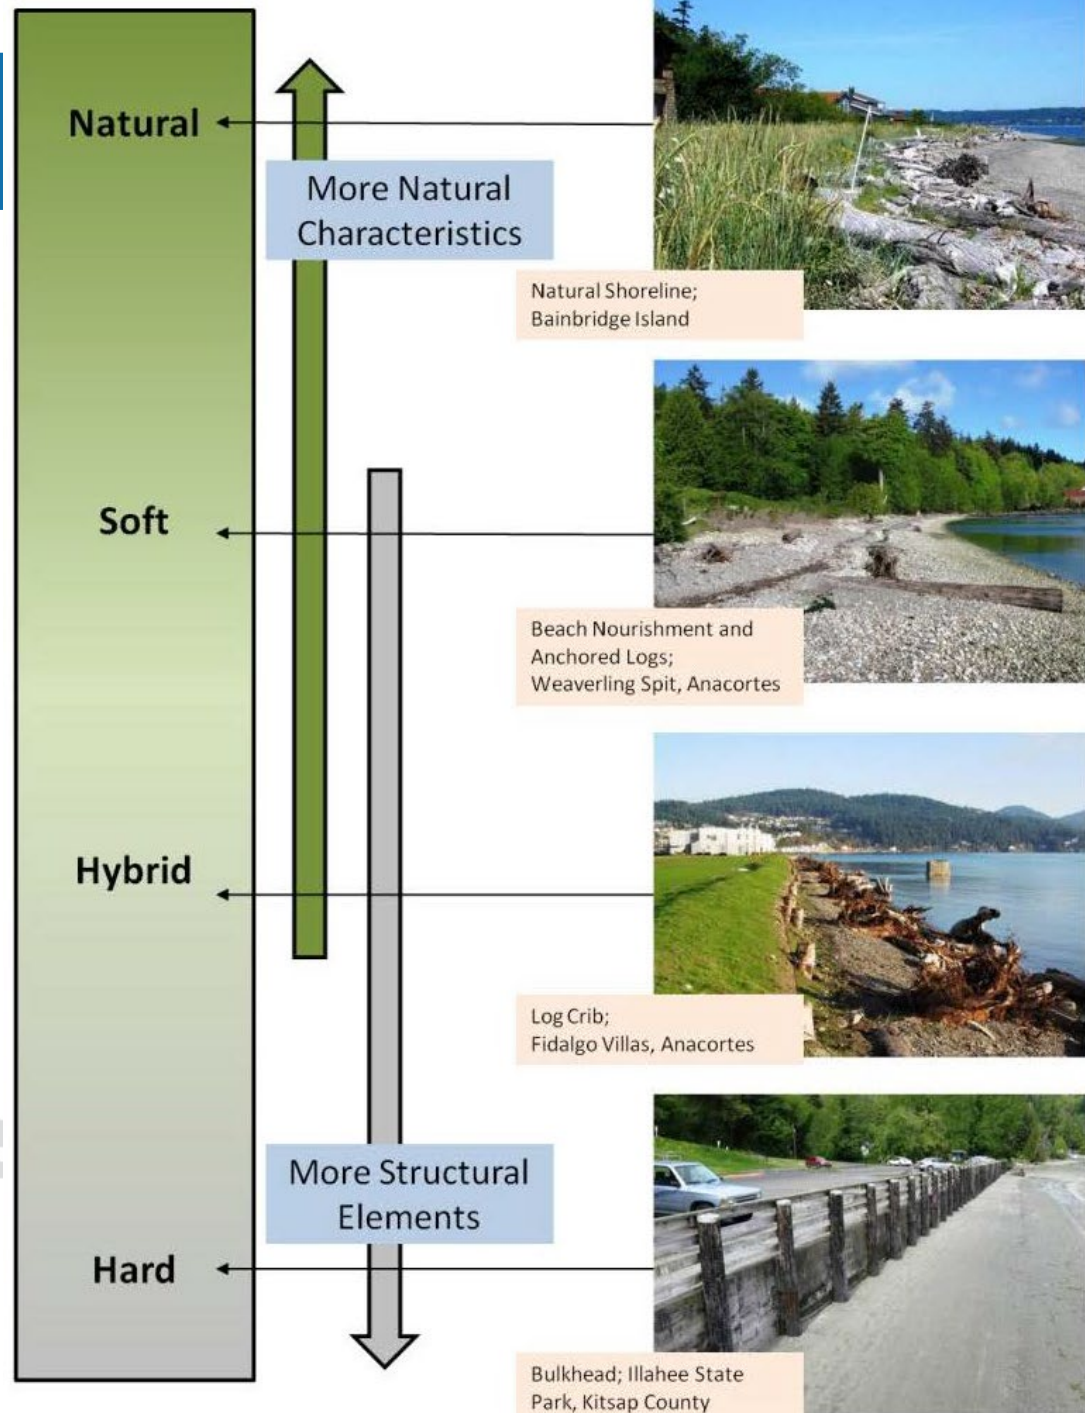 Natural
More Natural
Characteristics
Natural Shoreline;
Bainbridge Island
Soft
Beach Nourishment and
Anchored Logs;
Weaverling Spit, Anacortes
Hybrid
Log Crib;
Fidalgo Villas, Anacortes
More Structural
Elements
Hard
Bulkhead; Illahee State
Park, Kitsap County